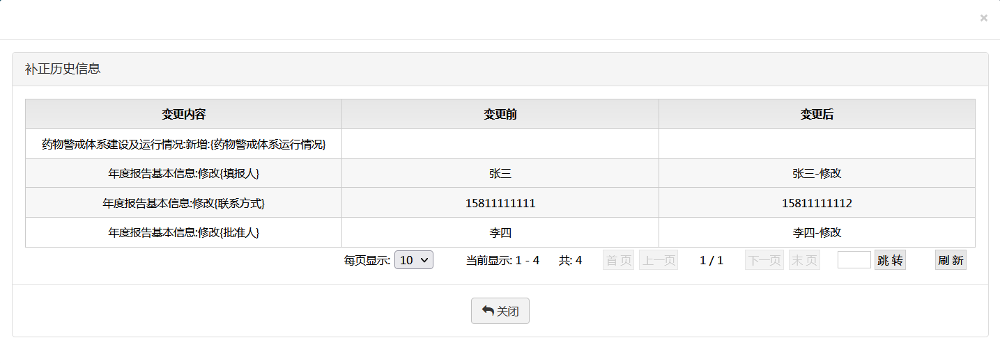 ×
补正历史信息
变更内容 变更前 变更后
药物警戒体系建设及运行情况:新增:{药物警戒体系运行情况}
年度报告基本信息:修改{填报人} 张三 张三-修改
年度报告基本信息:修改{联系方式} 15811111111 15811111112
年度报告基本信息:修改{批准人} 李四 李四-修改
每页显示: 10 当前显示: 1 - 4 共: 4 首 页 上一页 1 / 1 下一页 末 页 跳 转 刷 新
关闭